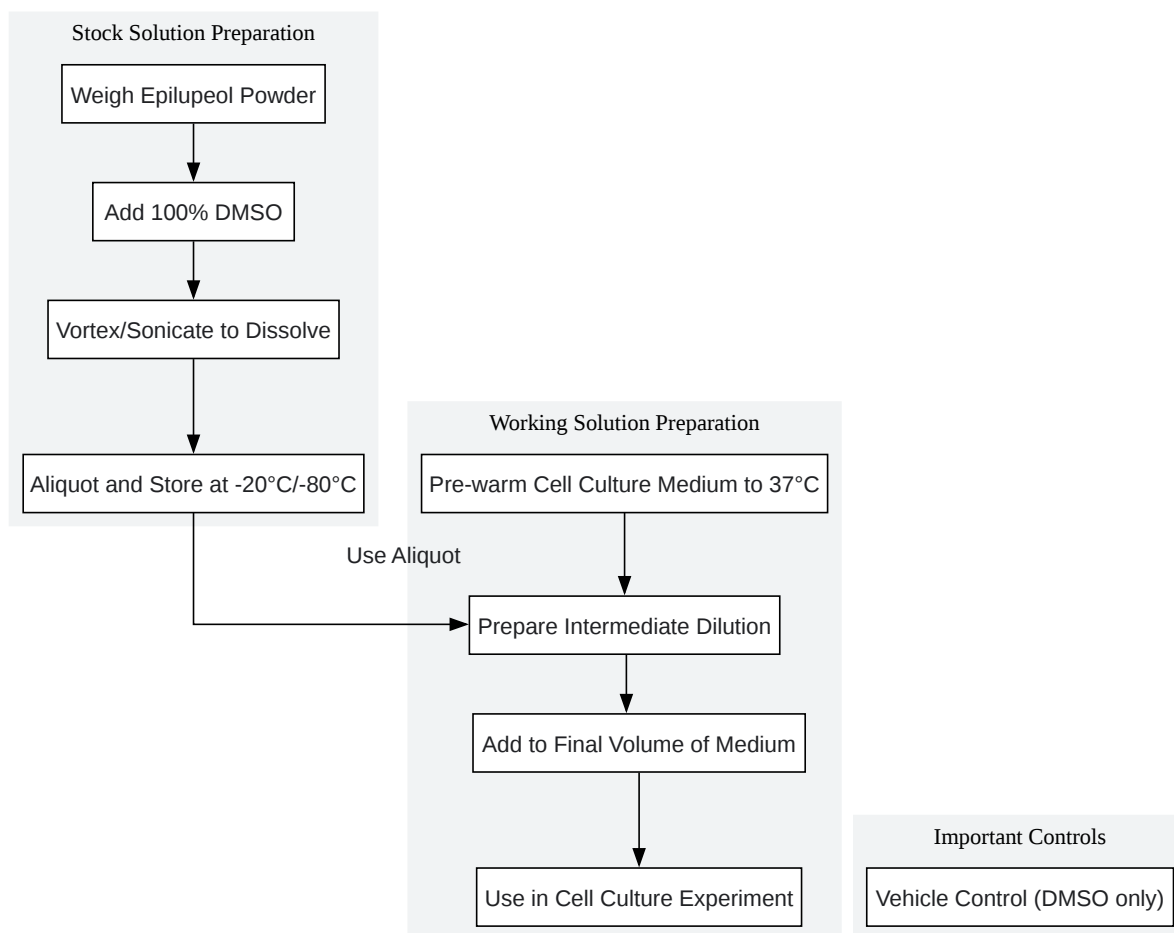 Stock Solution Preparation
Weigh Epilupeol Powder
Add 100% DMSO
Vortex/Sonicate to Dissolve
Aliquot and Store at -20°C/-80°C
Use Aliquot
Working Solution Preparation
Pre-warm Cell Culture Medium to 37°C
Prepare Intermediate Dilution
Add to Final Volume of Medium
Use in Cell Culture Experiment
Important Controls
Vehicle Control (DMSO only)